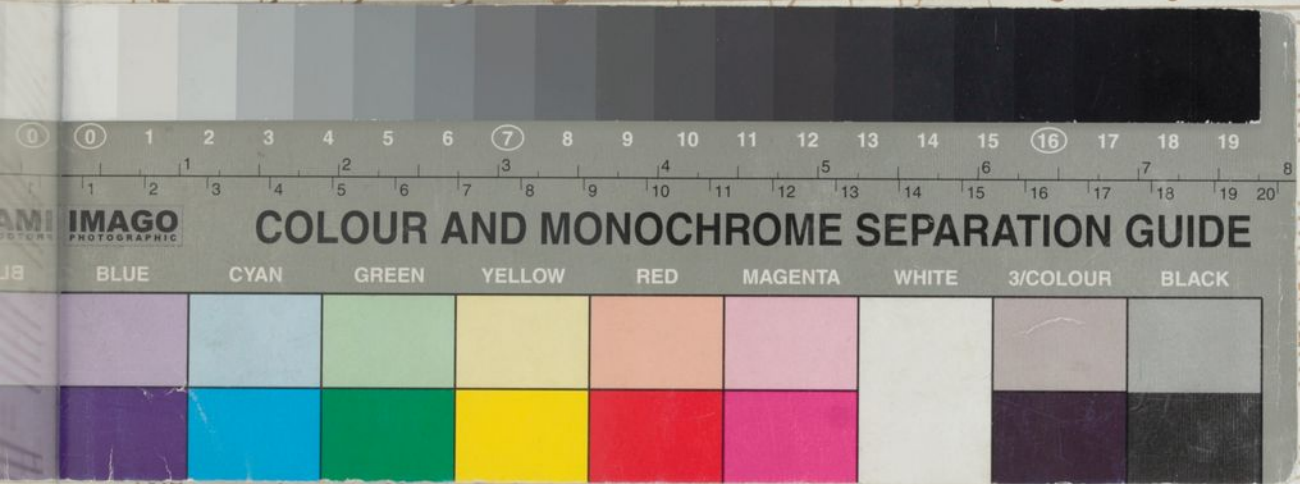 0 0 1 2 3 4 5 6 7 8 9 10 11 12 13 14 15 16 17 18 19
1 2 3 4 5 6 7 8
1 2 3 4 5 6 7 8 9 10 11 12 13 14 15 16 17 18 19 20
IMAGO
PHOTOGRAPHIC
COLOUR AND MONOCHROME SEPARATION GUIDE
BLUE CYAN GREEN YELLOW RED MAGENTA WHITE 3/COLOUR BLACK